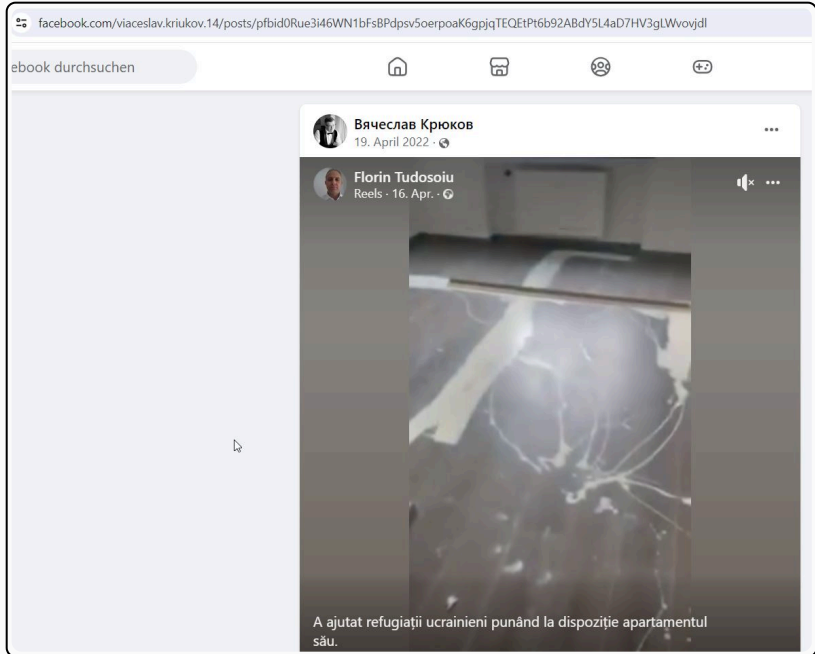 facebook.com/viaceslav.kriukov.14/posts/pfbid0Rue3i46WN1bFsBPdpsv5oerpoaK6gpjqTEQEtPt6b92ABdY5L4aD7HV3gLWvovjdl
ebook durchsuchen
Вячеслав Крюков
19. April 2022 ·
Florin Tudosoiu
Reels · 16. Apr. ·
A ajutat refugiații ucrainieni punând la dispoziție apartamentul
său.